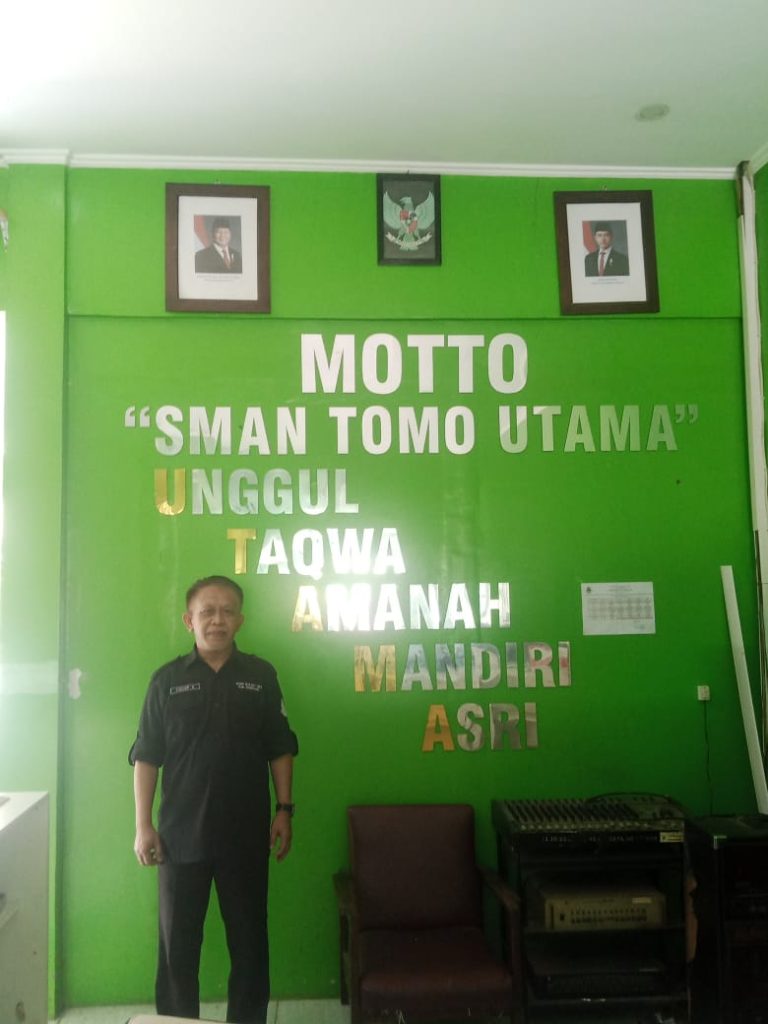 MOTTO
“SMAN TOMO UTAMA”
UNGGUL
TAQWA
AMANAH
MANDIRI
ASRI